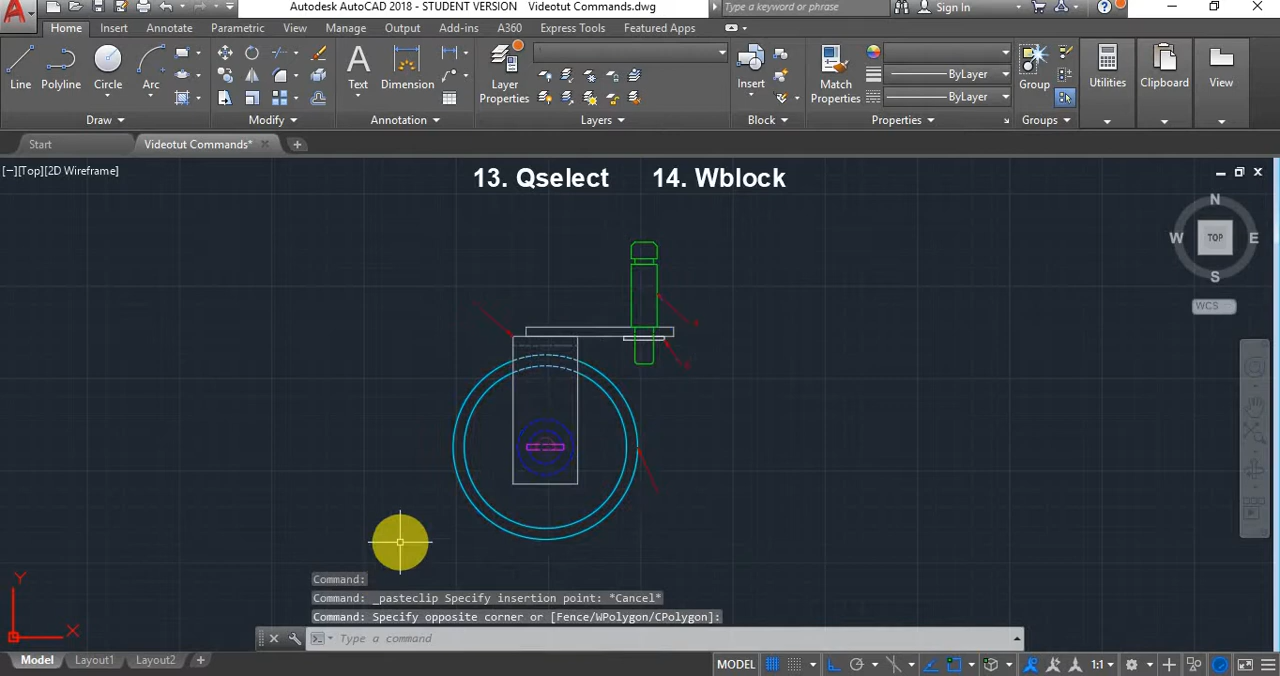 Autodesk AutoCAD 2018 - STUDENT VERSION Videotut Commands.dwg Type a keyword or phrase Sign In
Home Insert Annotate Parametric View Manage Output Add-ins A360 Express Tools Featured Apps
Line Polyline Circle Arc Text Dimension Layer Properties Insert Match Properties ByLayer ByLayer Group Utilities Clipboard View
Draw Modify Annotation Layers Block Properties Groups
Start Videotut Commands*
[−][Top][2D Wireframe]
13. Qselect 14. Wblock
N
W TOP E
S
WCS
Y
X
Command:
Command: _pasteclip Specify insertion point: *Cancel*
Command: Specify opposite corner or [Fence/WPolygon/CPolygon]:
Type a command
Model Layout1 Layout2 MODEL 1:1